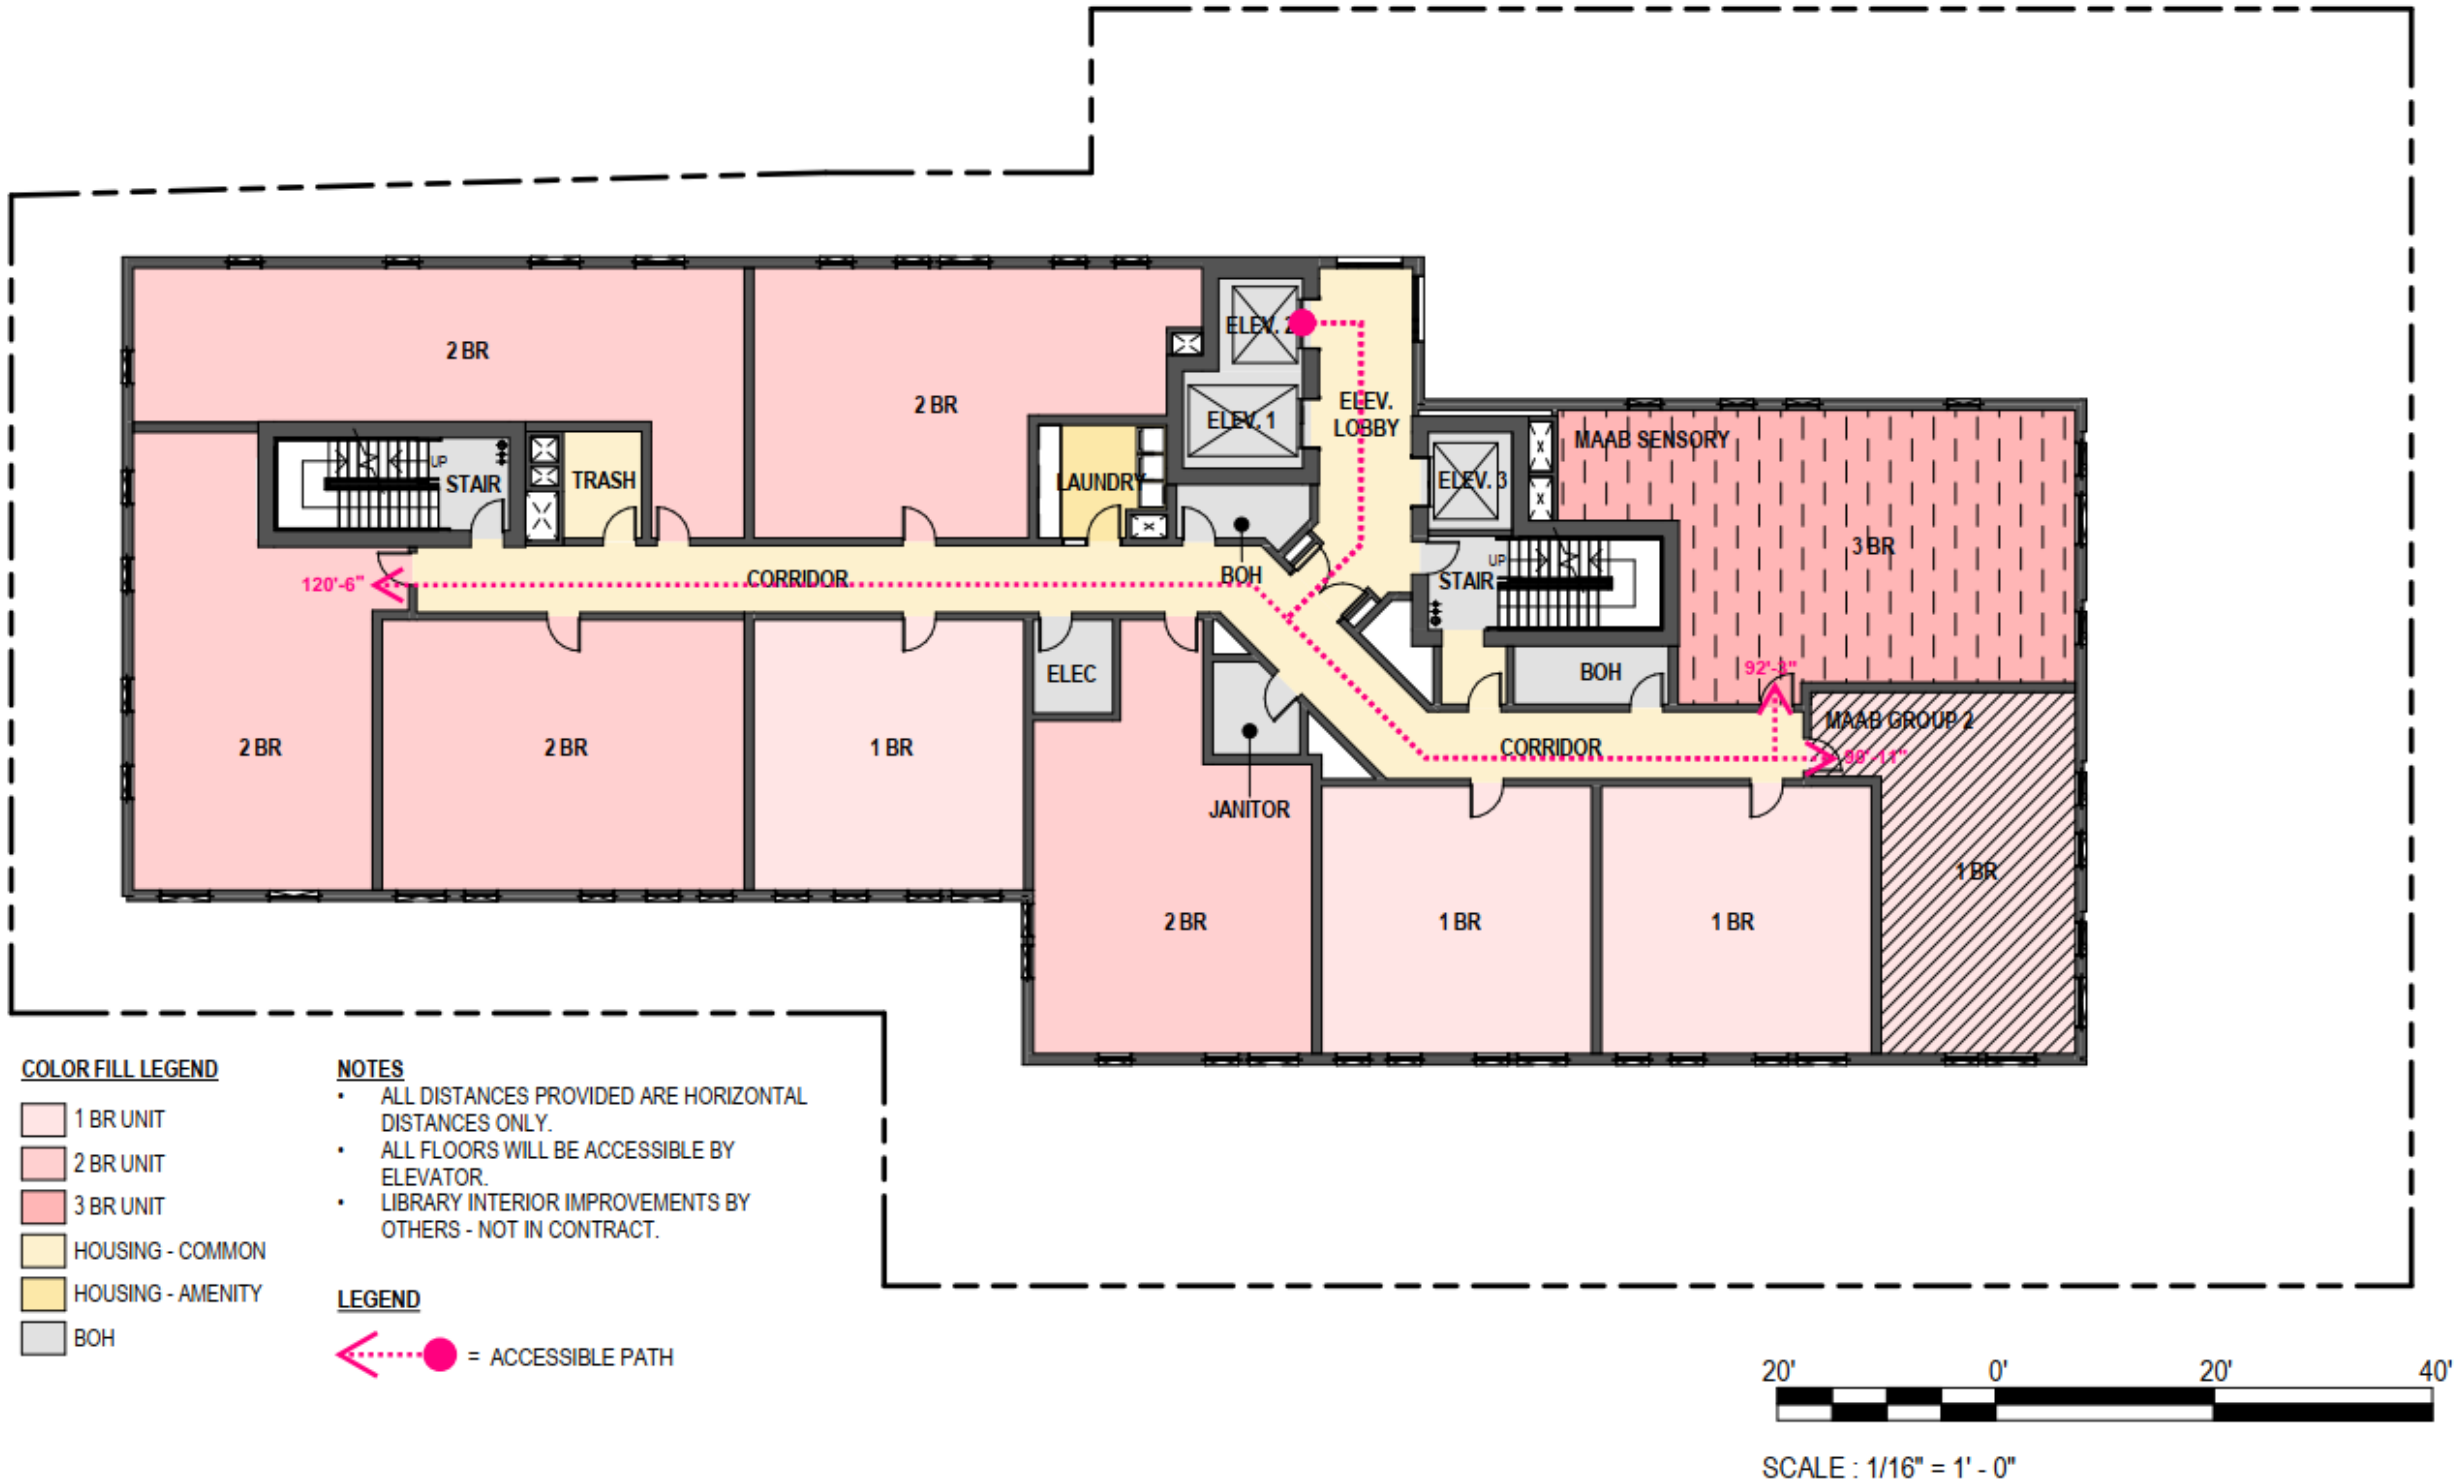 2 BR
2 BR
ELEV. 2
ELEV. 1
ELEV.
LOBBY
MAAB SENSORY
UP
STAIR
TRASH
LAUNDRY
ELEV. 3
3 BR
120'-6"
CORRIDOR
BOH
STAIR
UP
ELEC
BOH
92'-3"
MAAB GROUP 2
2 BR
2 BR
1 BR
CORRIDOR
JANITOR
1 BR
2 BR
1 BR
1 BR
COLOR FILL LEGEND
1 BR UNIT
2 BR UNIT
3 BR UNIT
HOUSING - COMMON
HOUSING - AMENITY
BOH
NOTES
• ALL DISTANCES PROVIDED ARE HORIZONTAL
DISTANCES ONLY.
• ALL FLOORS WILL BE ACCESSIBLE BY
ELEVATOR.
• LIBRARY INTERIOR IMPROVEMENTS BY
OTHERS - NOT IN CONTRACT.
LEGEND
= ACCESSIBLE PATH
20' 0' 20' 40'
SCALE : 1/16" = 1' - 0"